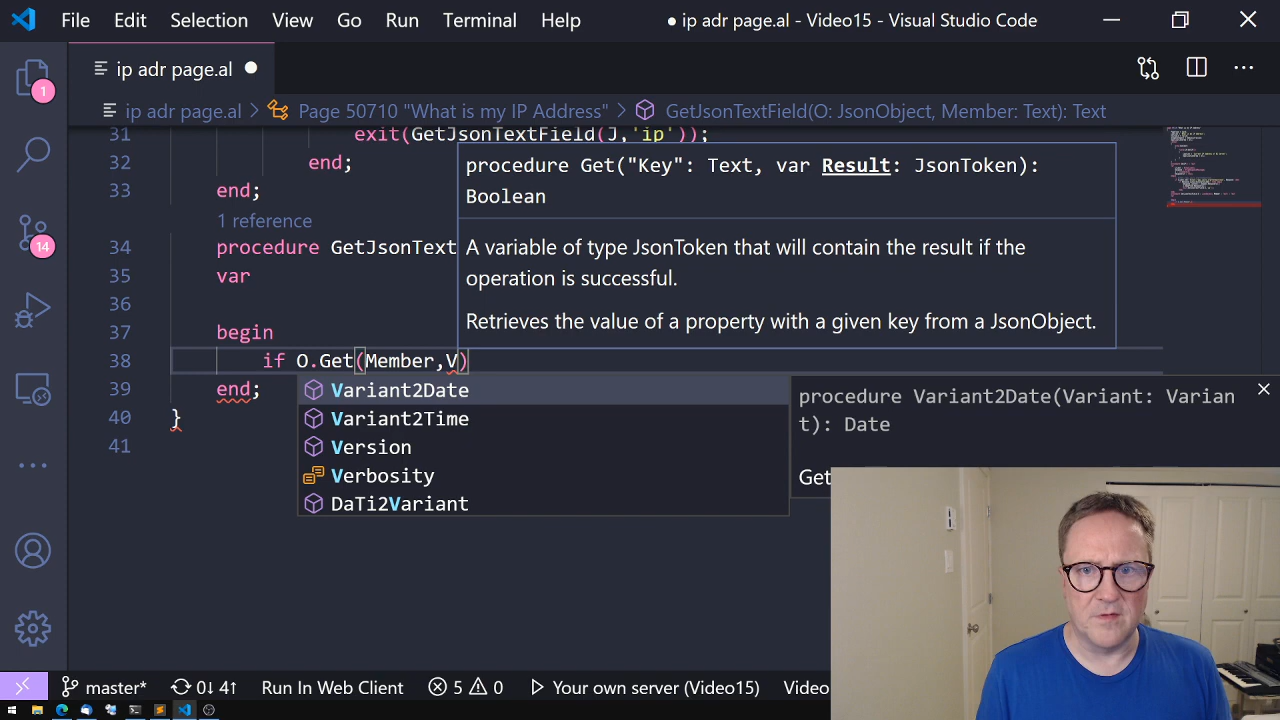 File Edit Selection View Go Run Terminal Help
● ip adr page.al - Video15 - Visual Studio Code
ip adr page.al
ip adr page.al > Page 50710 "What is my IP Address" > GetJsonTextField(O: JsonObject, Member: Text): Text
1
14
31 exit(GetJsonTextField(J,'ip'));
32 end;
33 end;
1 reference
34 procedure GetJsonText
35 var
36
37 begin
38 if O.Get(Member,V)
39 end;
40 }
41
procedure Get("Key": Text, var Result: JsonToken):
Boolean
A variable of type JsonToken that will contain the result if the
operation is successful.
Retrieves the value of a property with a given key from a JsonObject.
Variant2Date
Variant2Time
Version
Verbosity
DaTi2Variant
procedure Variant2Date(Variant: Varian
t): Date
Get
master* 0↓ 4↑ Run In Web Client 5 0 Your own server (Video15) Video